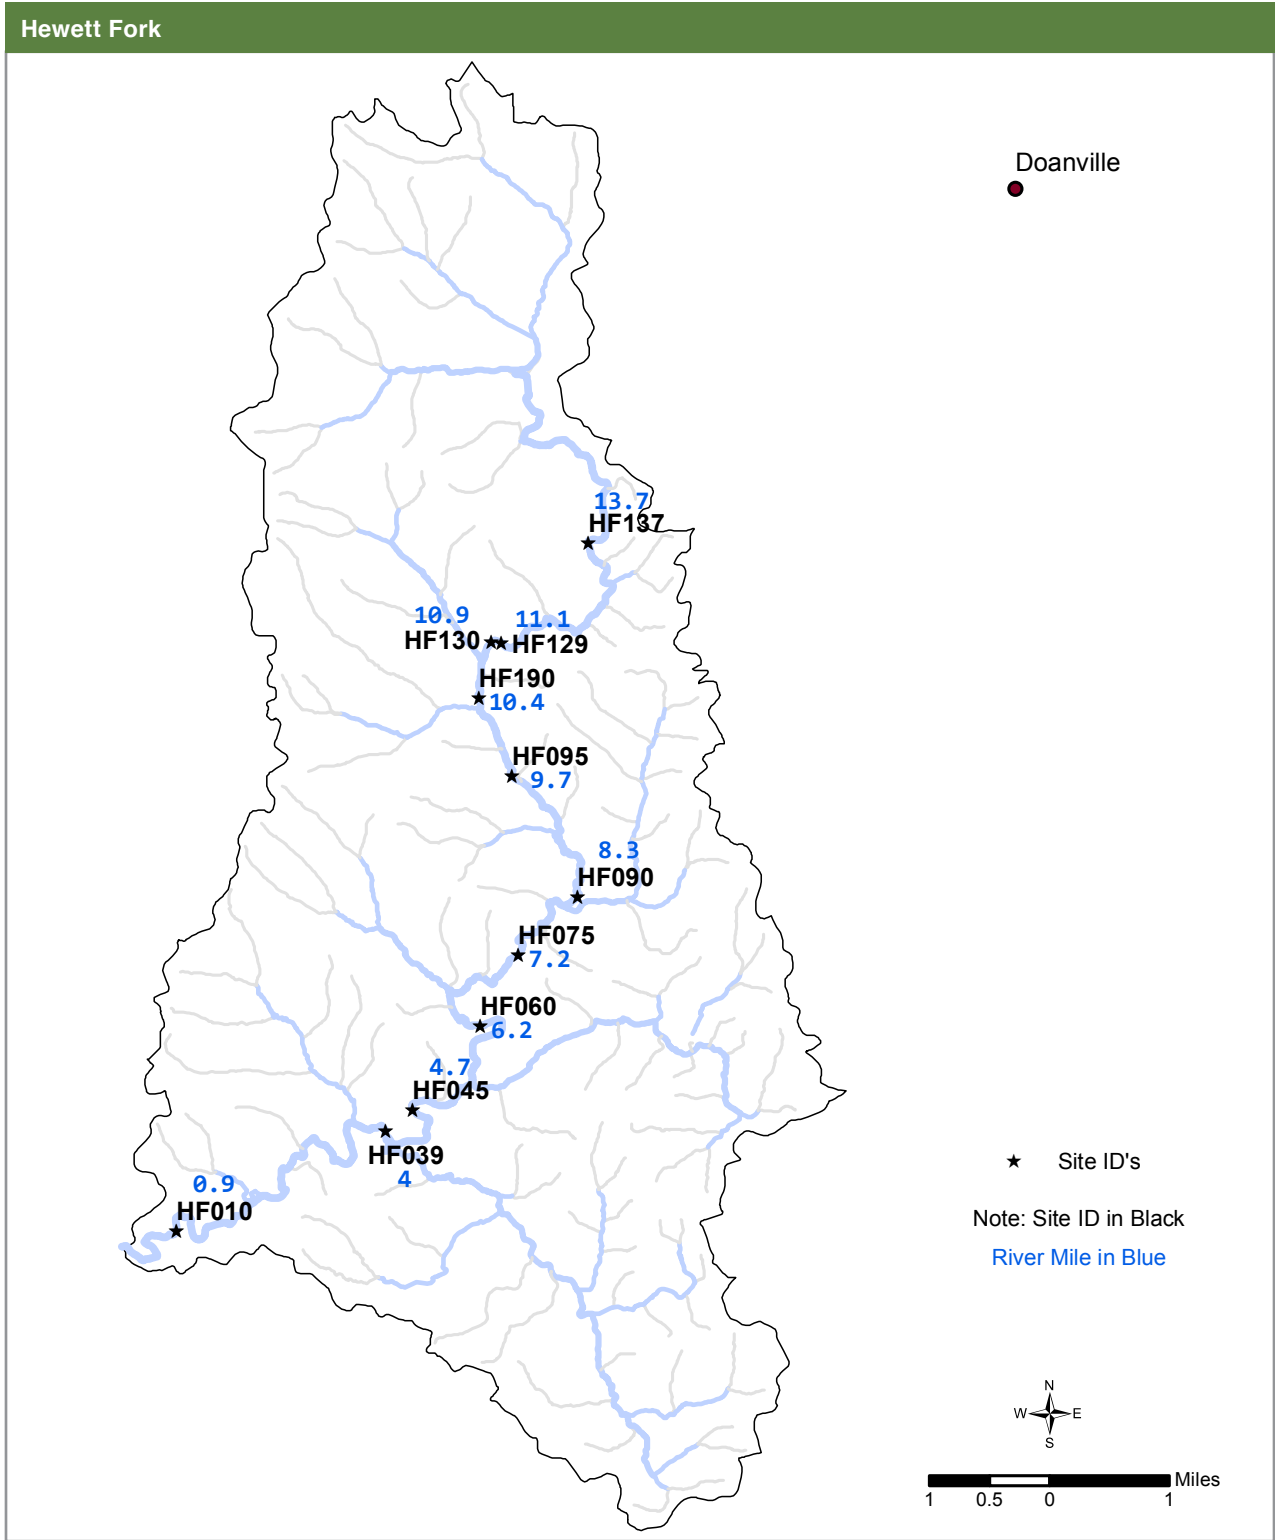 Hewett Fork
Doanville
13.7
HF137
10.9
11.1
HF130
HF129
HF190
10.4
HF095
9.7
8.3
HF090
HF075
7.2
HF060
6.2
4.7
HF045
HF039
4
0.9
HF010
Site ID's
Note: Site ID in Black
River Mile in Blue
N
W E
S
Miles
1 0.5 0 1